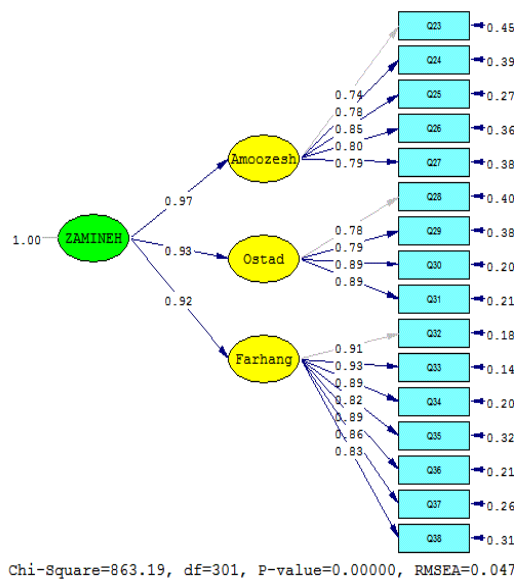 Q23 0.45
Q24 0.39
0.74
0.78
Q25 0.27
0.85
Q26 0.36
0.80
Amoozesh
0.79 Q27 0.38
0.97
Q28 0.40
0.78
1.00 ZAMINEH
Q29 0.38
0.79
0.93
Ostad
0.89 Q30 0.20
0.89
Q31 0.21
0.92
Q32 0.18
0.91
Farhang
0.93 Q33 0.14
0.89
Q34 0.20
0.82
0.89
Q35 0.32
0.86
0.83
Q36 0.21
Q37 0.26
Q38 0.31
Chi-Square=863.19, df=301, P-value=0.00000, RMSEA=0.047